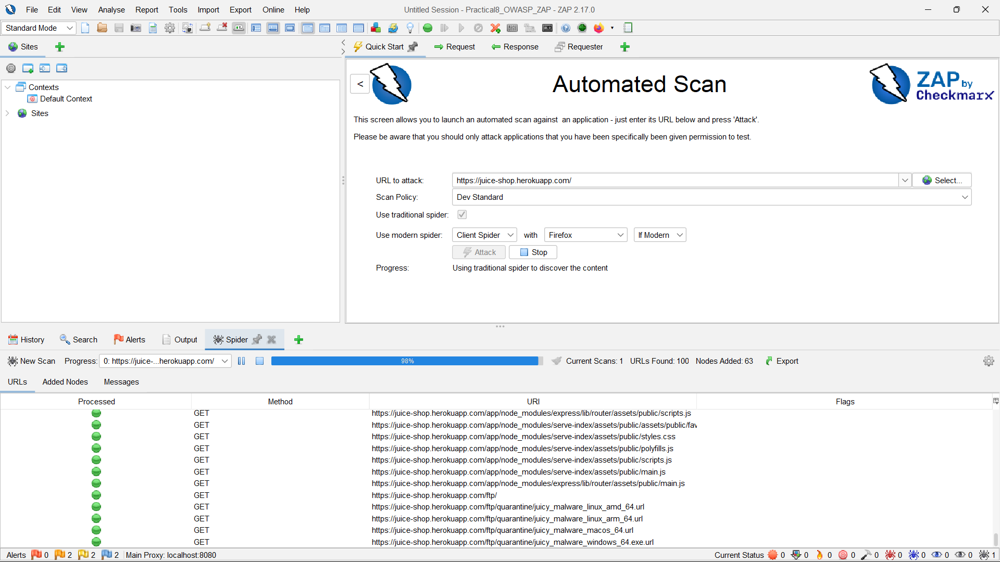 File Edit View Analyse Report Tools Import Export Online Help
Untitled Session - Practical8_OWASP_ZAP - ZAP 2.17.0
Standard Mode
Sites
Quick Start Request Response Requester
Contexts
Default Context
Sites
<
Automated Scan
ZAP by
Checkmarx
This screen allows you to launch an automated scan against  an application - just enter its URL below and press 'Attack'.
Please be aware that you should only attack applications that you have been specifically been given permission to test.
URL to attack: https://juice-shop.herokuapp.com/ Select...
Scan Policy: Dev Standard
Use traditional spider:
Use modern spider: Client Spider with Firefox If Modern
Attack Stop
Progress: Using traditional spider to discover the content
History Search Alerts Output Spider
New Scan Progress: 0: https://juice-...herokuapp.com/ 98% Current Scans: 1 URLs Found: 100 Nodes Added: 63 Export
URLs Added Nodes Messages
Processed Method URI Flags
GET https://juice-shop.herokuapp.com/app/node_modules/express/lib/router/assets/public/scripts.js
GET https://juice-shop.herokuapp.com/app/node_modules/serve-index/assets/public/assets/public/fav
GET https://juice-shop.herokuapp.com/app/node_modules/serve-index/assets/public/styles.css
GET https://juice-shop.herokuapp.com/app/node_modules/serve-index/assets/public/polyfills.js
GET https://juice-shop.herokuapp.com/app/node_modules/serve-index/assets/public/scripts.js
GET https://juice-shop.herokuapp.com/app/node_modules/serve-index/assets/public/main.js
GET https://juice-shop.herokuapp.com/app/node_modules/express/lib/router/assets/public/main.js
GET https://juice-shop.herokuapp.com/ftp/
GET https://juice-shop.herokuapp.com/ftp/quarantine/juicy_malware_linux_amd_64.url
GET https://juice-shop.herokuapp.com/ftp/quarantine/juicy_malware_linux_arm_64.url
GET https://juice-shop.herokuapp.com/ftp/quarantine/juicy_malware_macos_64.url
GET https://juice-shop.herokuapp.com/ftp/quarantine/juicy_malware_windows_64.exe.url
Alerts 0 2 2 2 Main Proxy: localhost:8080 Current Status 0 0 0 0 0 0 0 0 0 1